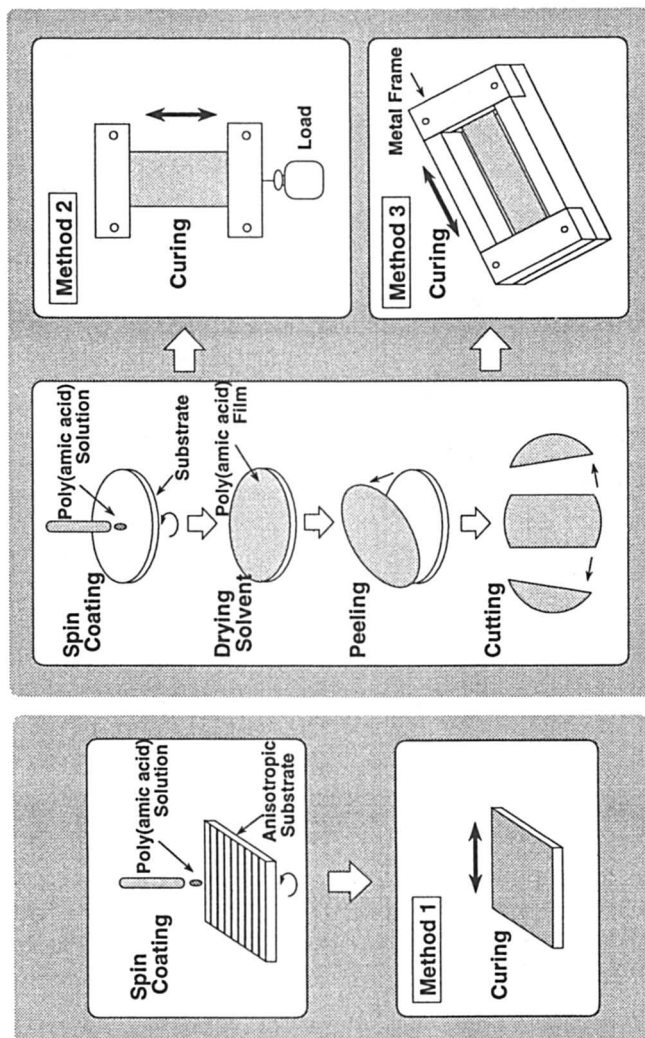 Spin
Coating
Poly(amic acid)
Solution
Anisotropic
Substrate
Method 1
Curing
Spin
Coating
Poly(amic acid)
Solution
Substrate
Drying
Solvent
Poly(amic acid)
Film
Peeling
Cutting
Method 2
Curing
Load
Method 3
Curing
Metal Frame